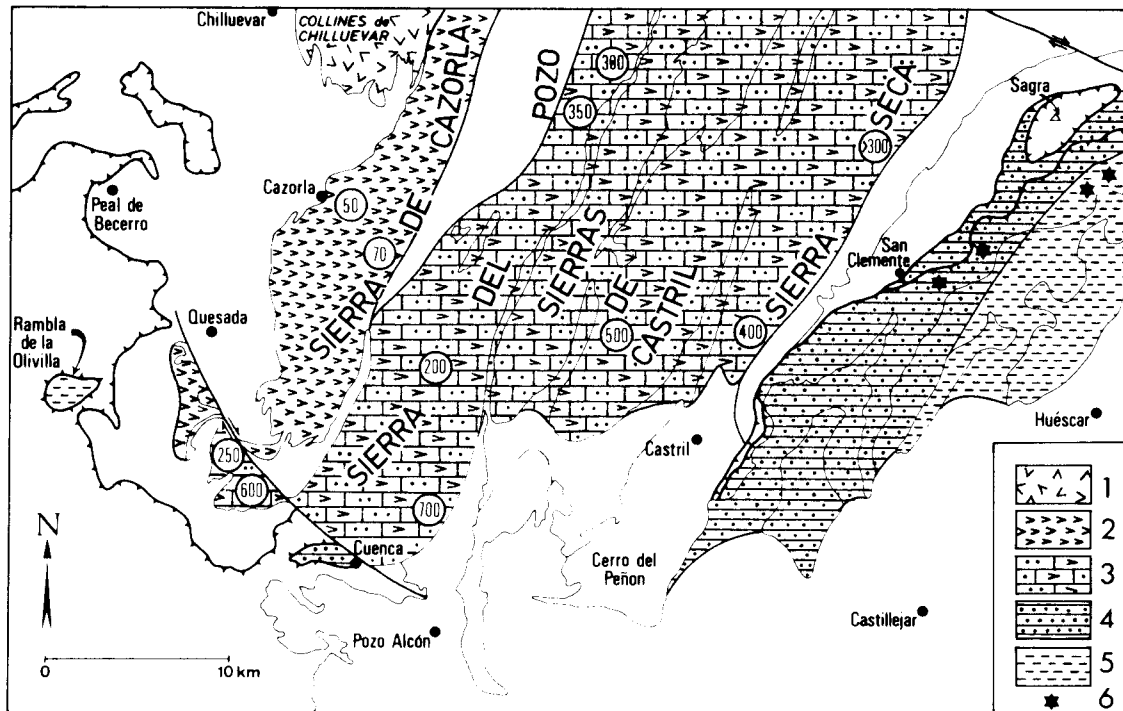 Chilluevar
COLLINES de
CHILLUEVAR
SIERRA DE CAZORLA
POZO
300
350
SECA
>300
Sagra
Cazorla
50
Peal de
Becerro
70
San
Clemente
SIERRAS
DE
CASTRIL
DEL
SIERRA
Rambla
de la
Olivilla
Quesada
500
400
200
SIERRA
Huéscar
Castril
250
600
700
N
Cuenca
Cerro del
Peñon
Castillejar
Pozo Alcón
0 10 km
1
2
3
4
5
6